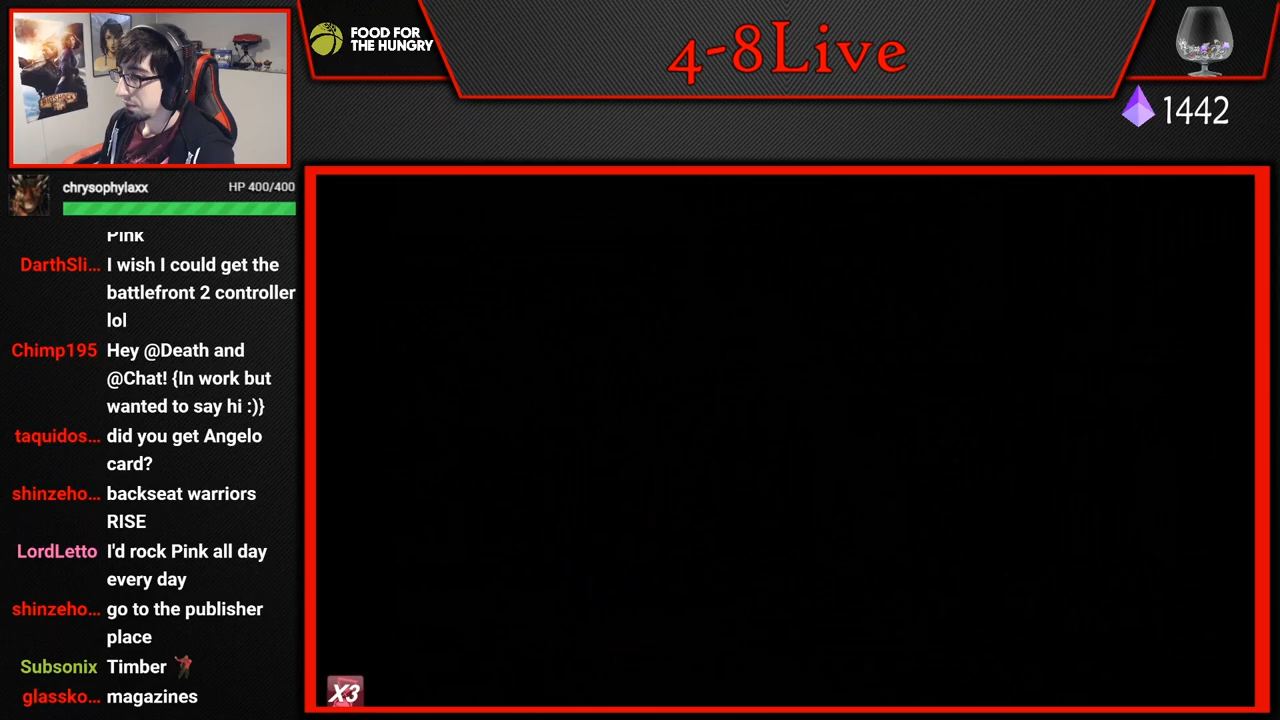 FOOD FOR
THE HUNGRY
4-8Live
1442
BIOSHOCK
chrysophylaxx
HP 400/400
Pink
DarthSli... I wish I could get the
battlefront 2 controller
lol
Chimp195 Hey @Death and
@Chat! {In work but
wanted to say hi :)}
taquidos... did you get Angelo
card?
shinzeho... backseat warriors
RISE
LordLetto I'd rock Pink all day
every day
shinzeho... go to the publisher
place
Subsonix Timber
glassko... magazines
X3